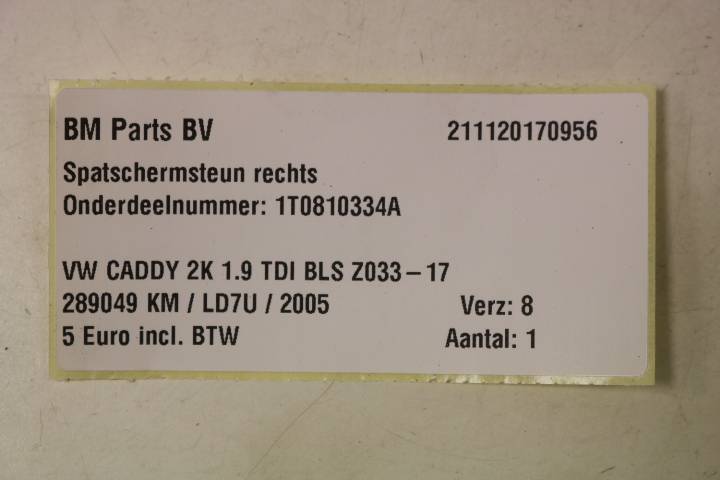 BM Parts BV 211120170956
Spatschermsteun rechts
Onderdeelnummer: 1T0810334A
VW CADDY 2K 1.9 TDI BLS Z033-17
289049 KM / LD7U / 2005 Verz: 8
5 Euro incl. BTW Aantal: 1